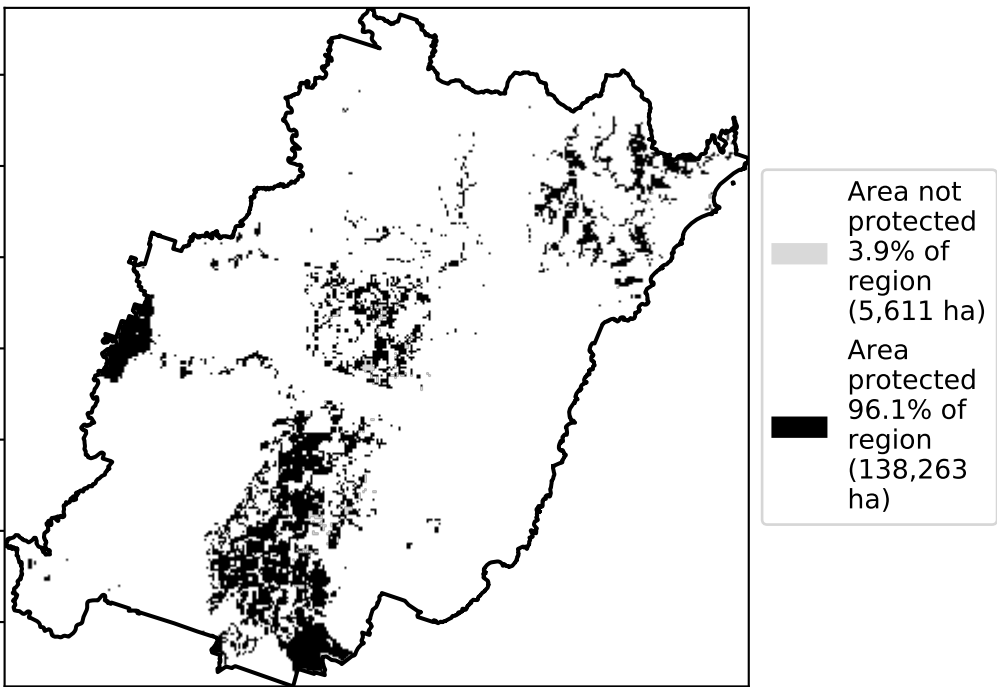 Area not
protected
3.9% of
region
(5,611 ha)
Area
protected
96.1% of
region
(138,263
ha)